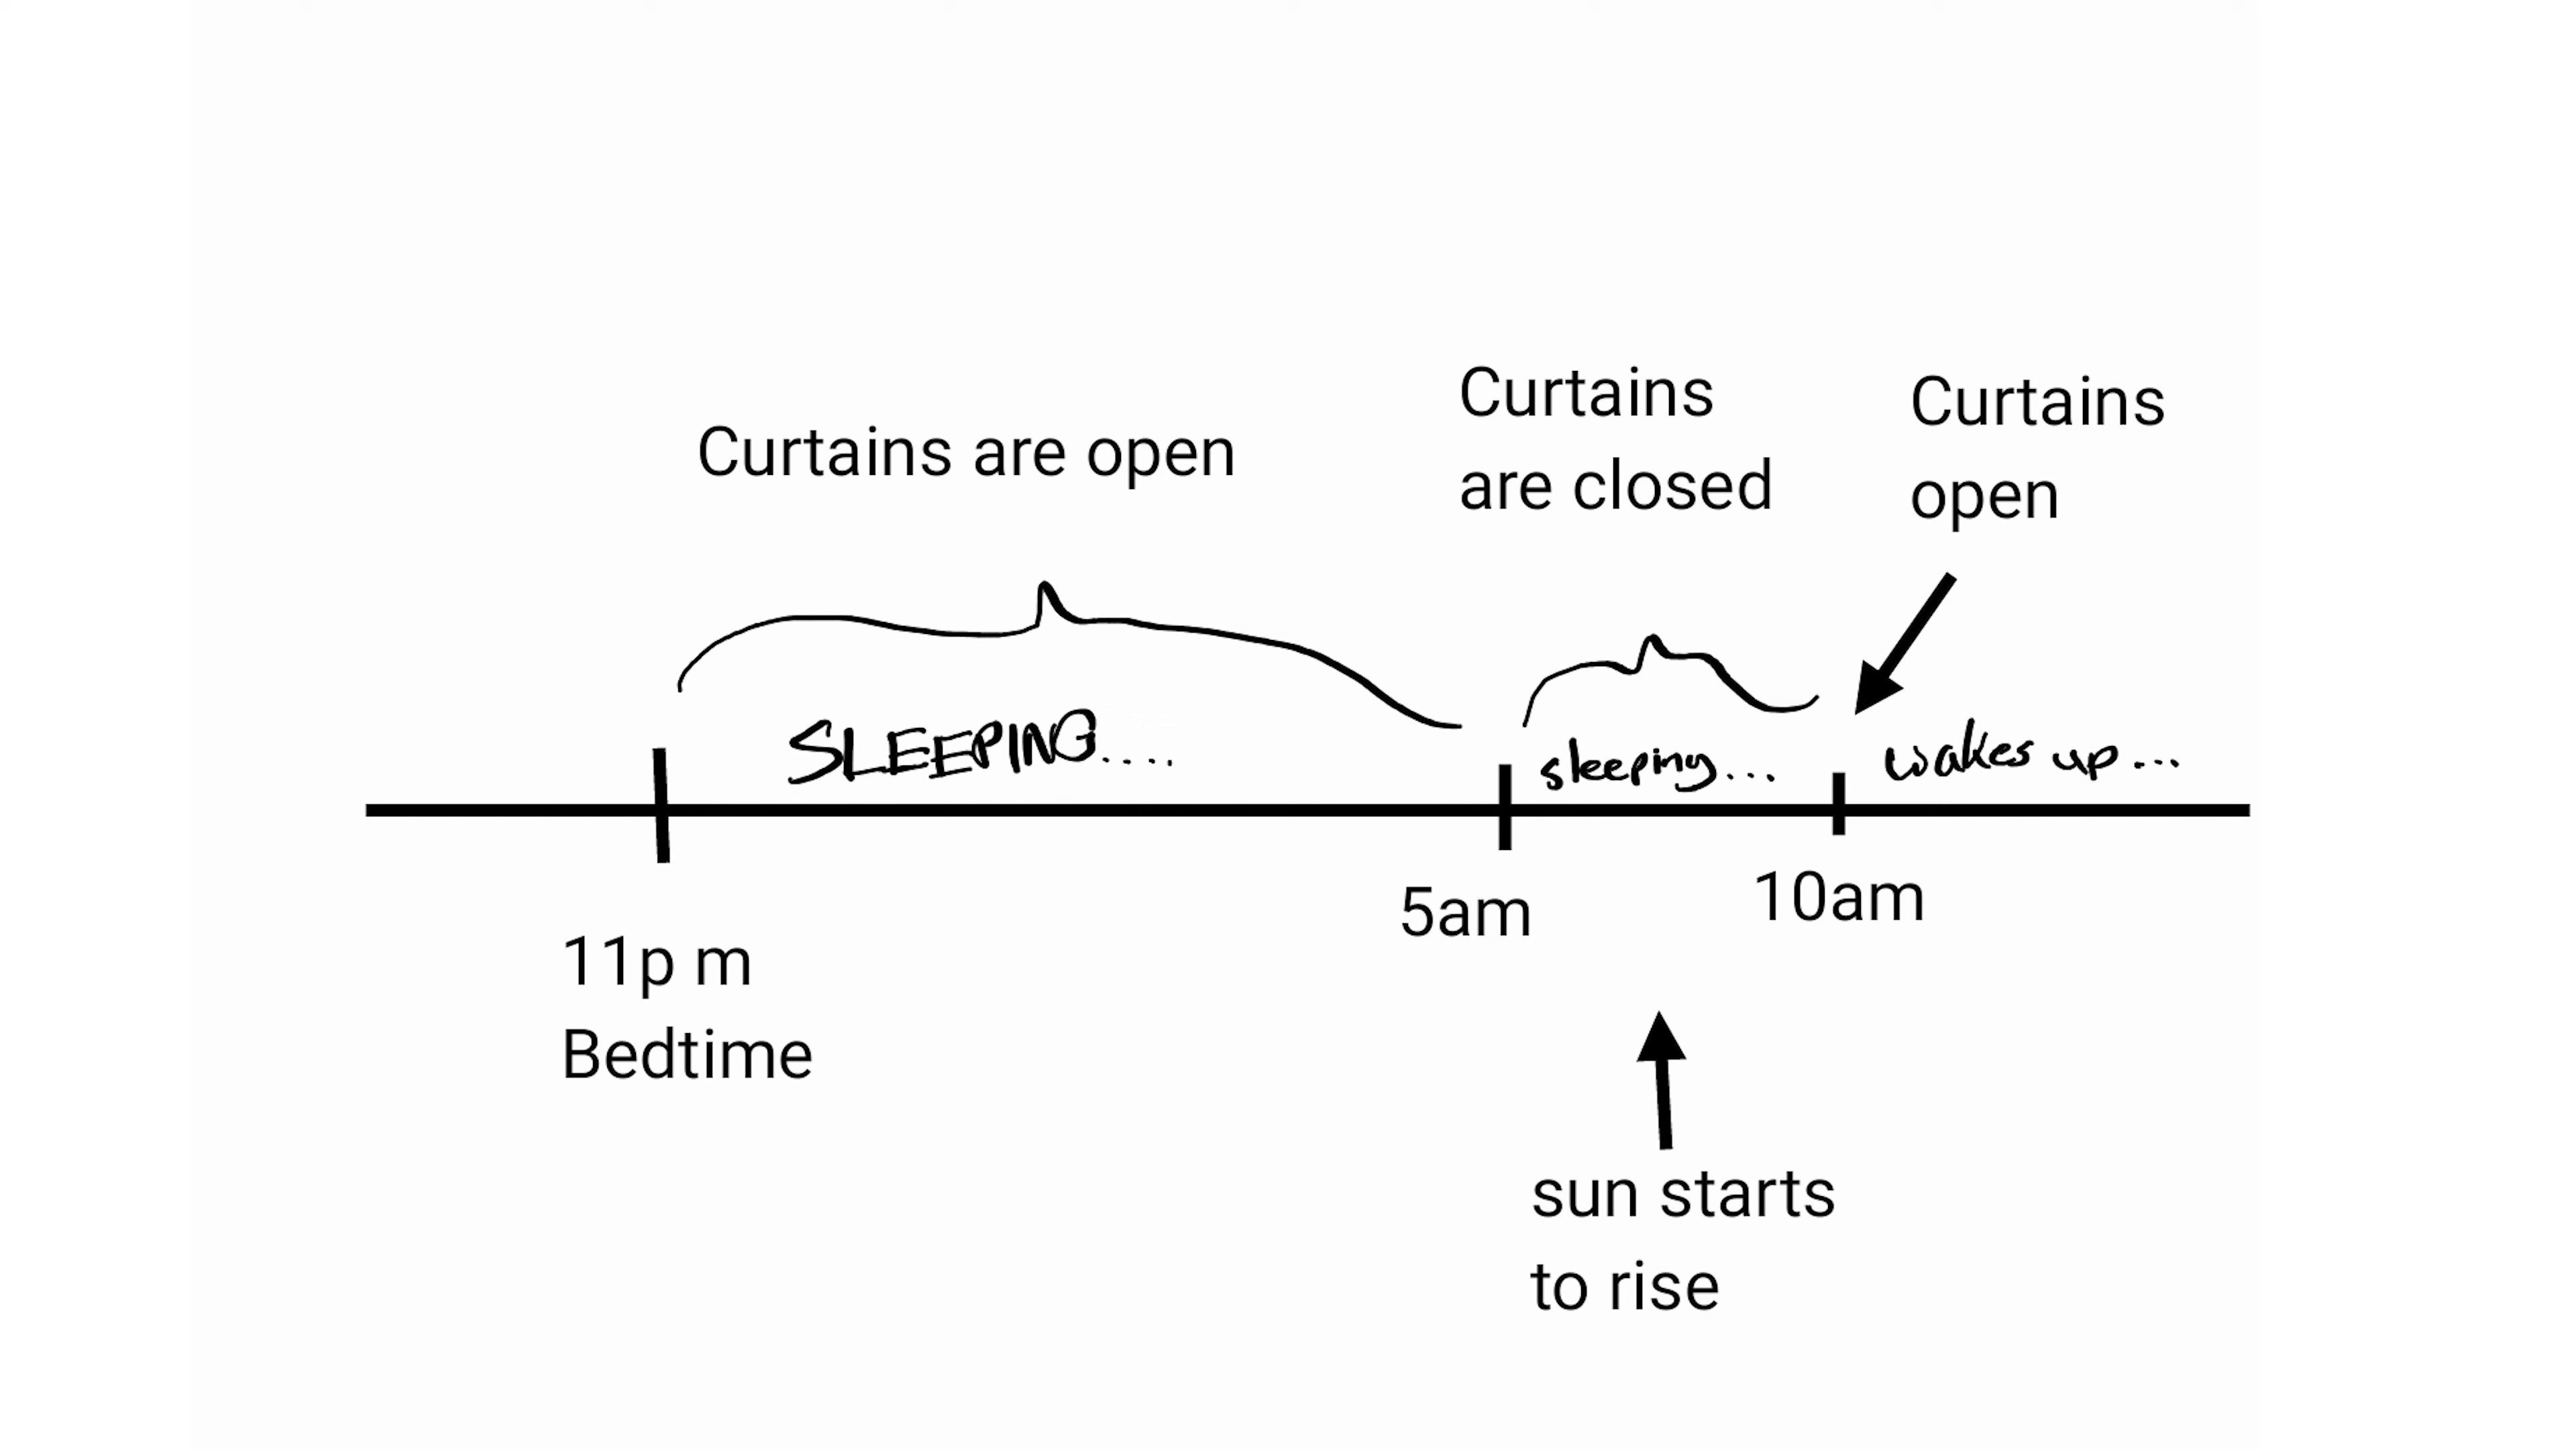 Curtains are open
Curtains
are closed
Curtains
open
SLEEPING....
sleeping...
wakes up...
11p m
Bedtime
5am
10am
sun starts
to rise